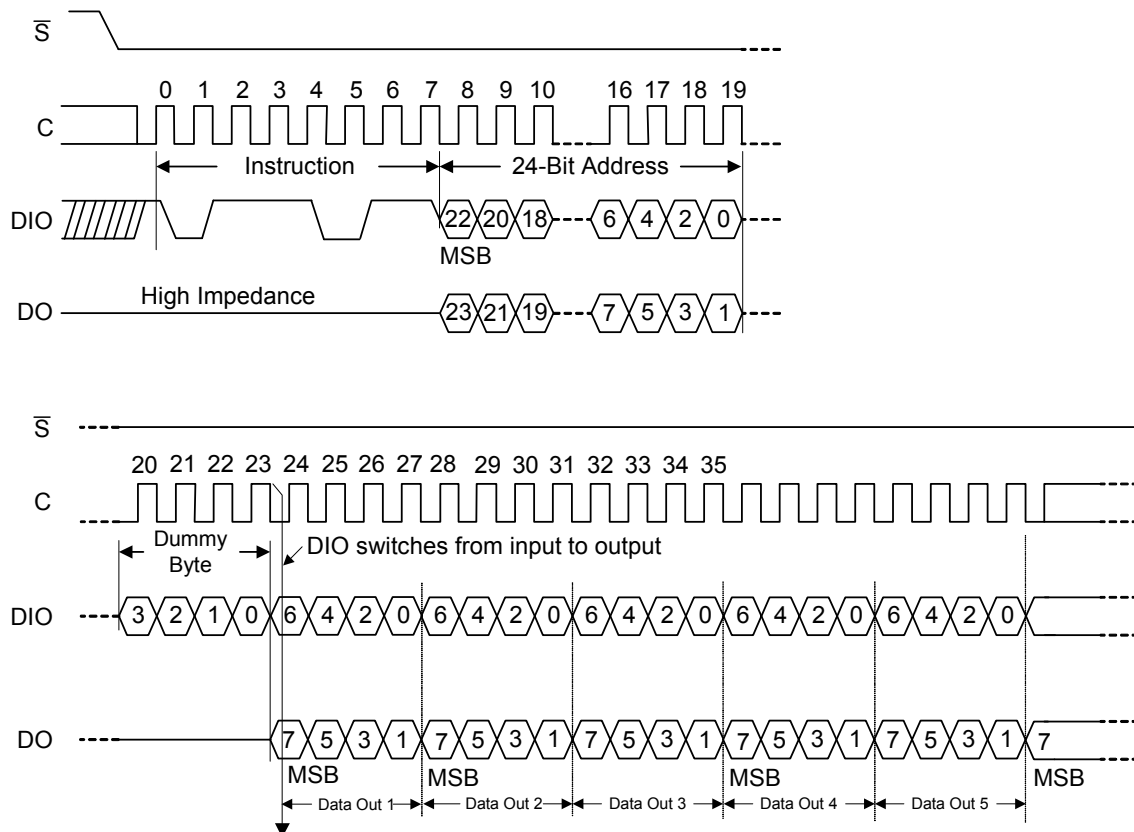 S
0 1 2 3 4 5 6 7 8 9 10 16 17 18 19
C
Instruction 24-Bit Address
DIO 22 20 18 6 4 2 0
MSB
High Impedance
DO 23 21 19 7 5 3 1
S
20 21 22 23 24 25 26 27 28 29 30 31 32 33 34 35
C
Dummy
Byte
DIO switches from input to output
DIO 3 2 1 0 6 4 2 0 6 4 2 0 6 4 2 0 6 4 2 0 6 4 2 0
DO 7 5 3 1 7 5 3 1 7 5 3 1 7 5 3 1 7 5 3 1 7
MSB MSB MSB MSB
Data Out 1 Data Out 2 Data Out 3 Data Out 4 Data Out 5